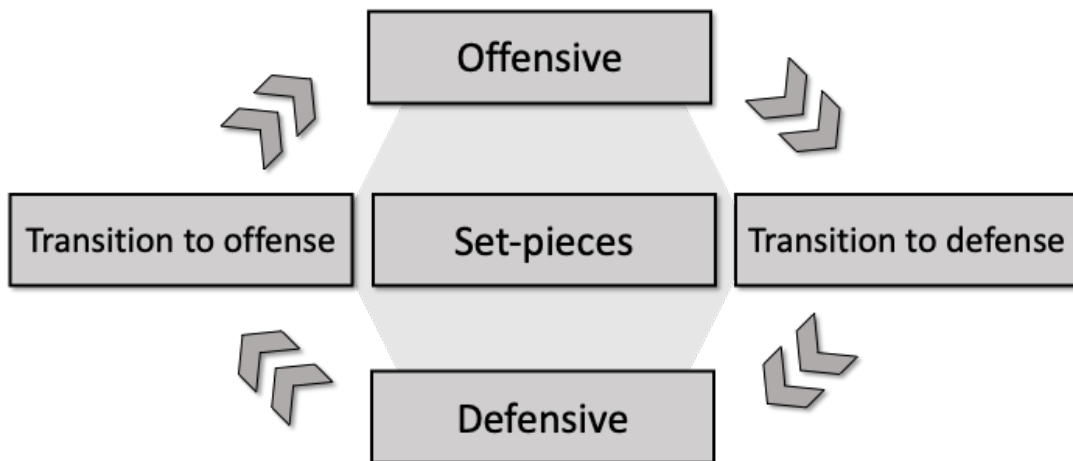 Offensive
Transition to offense
Set-pieces
Transition to defense
Defensive